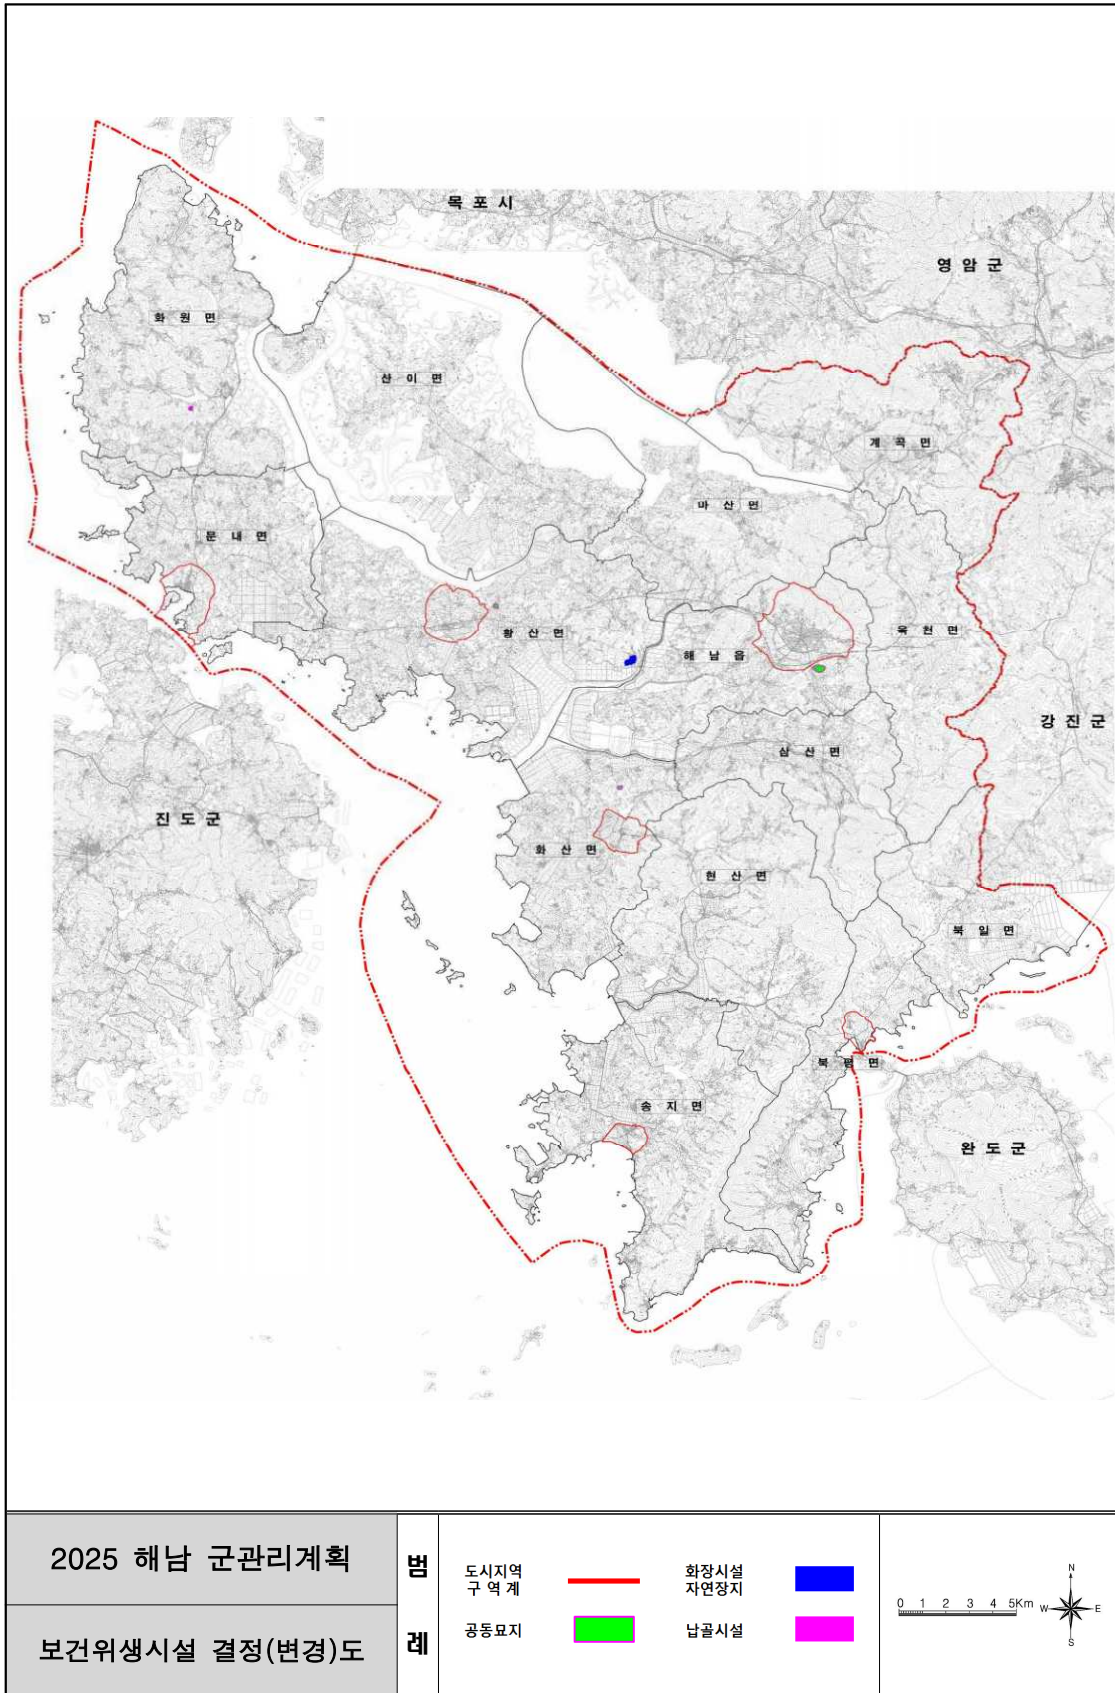 목포시
영암군
화원면
산이면
계곡면
마산면
문내면
황산면
옥천면
해남읍
강진군
삼산면
진도군
화산면
현산면
북일면
북평면
송지면
완도군
2025 해남 군관리계획
보건위생시설 결정(변경)도
범
례
도시지역
구역계
화장시설
자연장지
공동묘지
납골시설
0 1 2 3 4 5Km
N
W
E
S